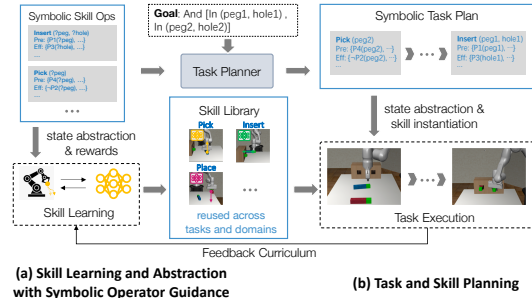 Symbolic Skill Ops
Insert (?peg, ?hole)
Pre: {P1(?peg), ...}
Eff: {P3(?hole), ...}
...
Pick (?peg)
Pre: {P4(?peg), ...}
Eff: {¬P2(?peg), ...}
...
Goal: And [In (peg1, hole1) ,
In (peg2, hole2)]
Task Planner
Symbolic Task Plan
Pick (peg2)
Pre: {P4(peg2), ...}
Eff: {¬P2(peg2), ...}
...
Insert (peg1, hole1)
Pre: {P1(peg1), ...}
Eff: {P3(hole1), ...}
...
state abstraction
& rewards
Skill Library
Pick
Insert
Place
reused across
tasks and domains
state abstraction &
skill instantiation
Skill Learning
Task Execution
Feedback Curriculum
(a) Skill Learning and Abstraction
with Symbolic Operator Guidance
(b) Task and Skill Planning